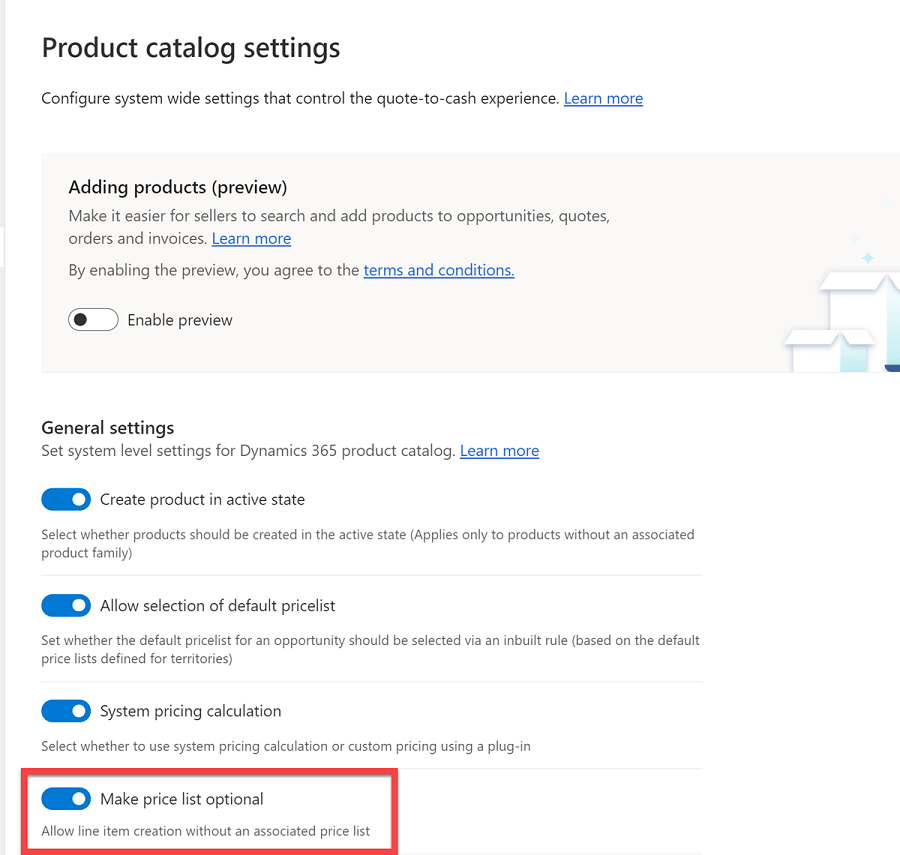 Product catalog settings
Configure system wide settings that control the quote-to-cash experience. Learn more
Adding products (preview)
Make it easier for sellers to search and add products to opportunities, quotes,
orders and invoices. Learn more
By enabling the preview, you agree to the terms and conditions.
Enable preview
General settings
Set system level settings for Dynamics 365 product catalog. Learn more
Create product in active state
Select whether products should be created in the active state (Applies only to products without an associated
product family)
Allow selection of default pricelist
Set whether the default pricelist for an opportunity should be selected via an inbuilt rule (based on the default
price lists defined for territories)
System pricing calculation
Select whether to use system pricing calculation or custom pricing using a plug-in
Make price list optional
Allow line item creation without an associated price list